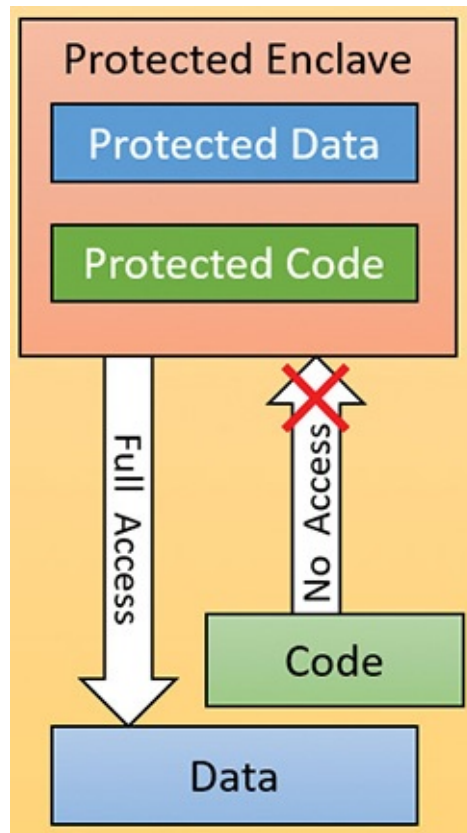 Protected Enclave
Protected Data
Protected Code
Full Access
No Access
Code
Data